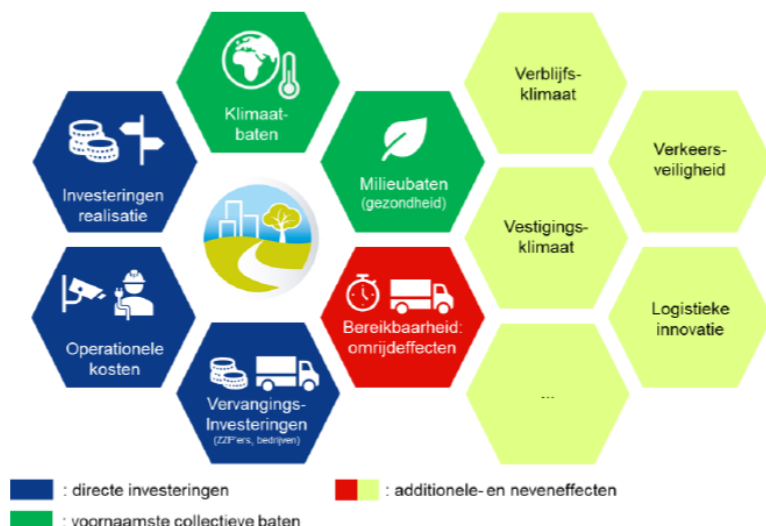 Klimaat-
baten
Verblijfs-
klimaat
Investeringen
realisatie
Milieubaten
(gezondheid)
Verkeers-
veiligheid
Vestigings-
klimaat
Operationele
kosten
Bereikbaarheid:
omrijdeffecten
Logistieke
innovatie
Vervangings-
Investeringen
(ZZP'ers, bedrijven)
...
: directe investeringen
: additionele- en neveneffecten
: voornaamste collectieve baten